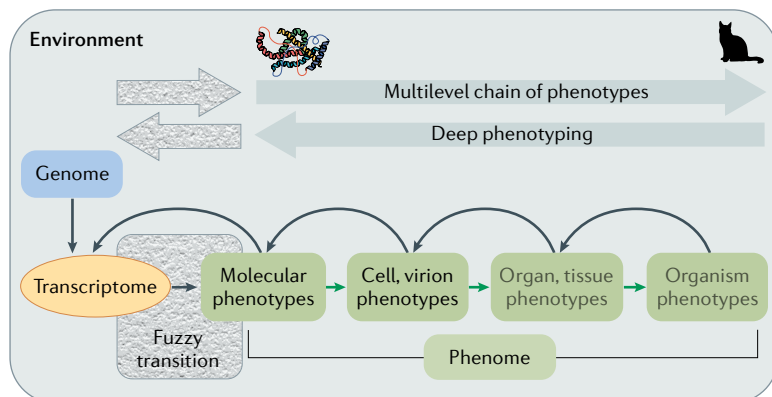 Environment
Multilevel chain of phenotypes
Deep phenotyping
Genome
Transcriptome
Molecular
phenotypes
Cell, virion
phenotypes
Organ, tissue
phenotypes
Organism
phenotypes
Fuzzy
transition
Phenome